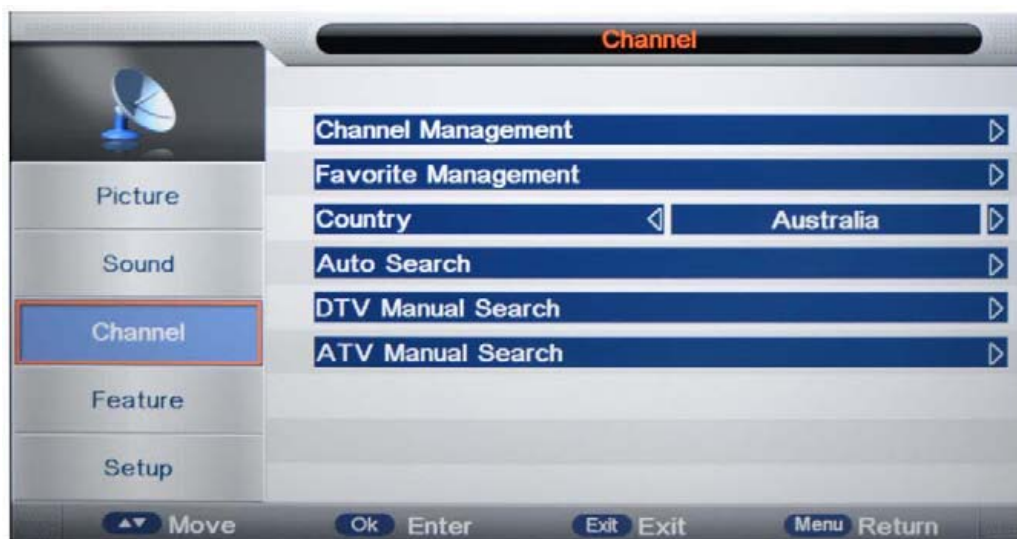 Channel
Picture
Sound
Channel
Feature
Setup
Channel Management
Favorite Management
Country Australia
Auto Search
DTV Manual Search
ATV Manual Search
Move Ok Enter Exit Exit Menu Return